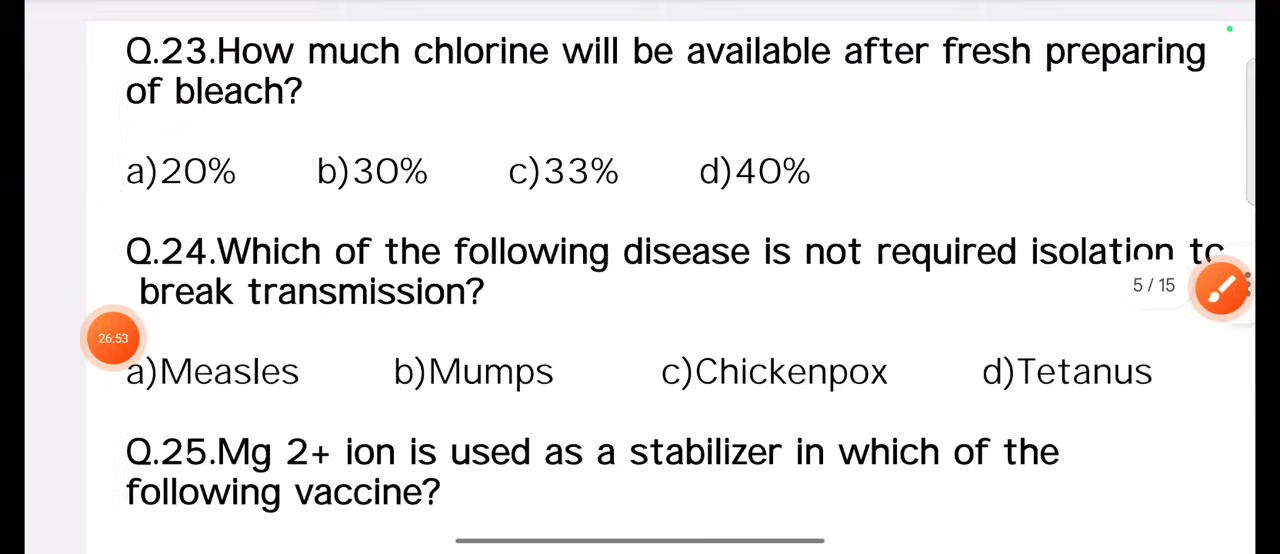 Q.23.How much chlorine will be available after fresh preparing
of bleach?
a)20% b)30% c)33% d)40%
Q.24.Which of the following disease is not required isolation to
break transmission?
5 / 15
26:53
a)Measles b)Mumps c)Chickenpox d)Tetanus
Q.25.Mg 2+ ion is used as a stabilizer in which of the
following vaccine?